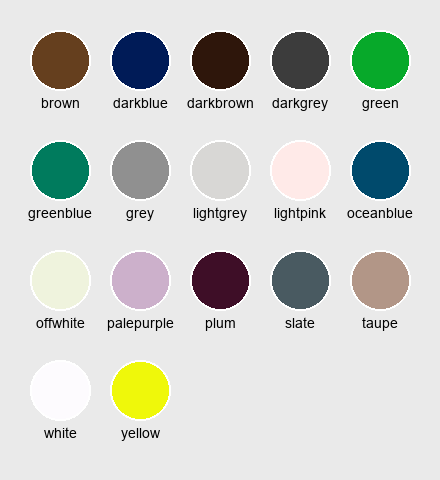 brown darkblue darkbrown darkgrey green
greenblue grey lightgrey lightpink oceanblue
offwhite palepurple plum slate taupe
white yellow